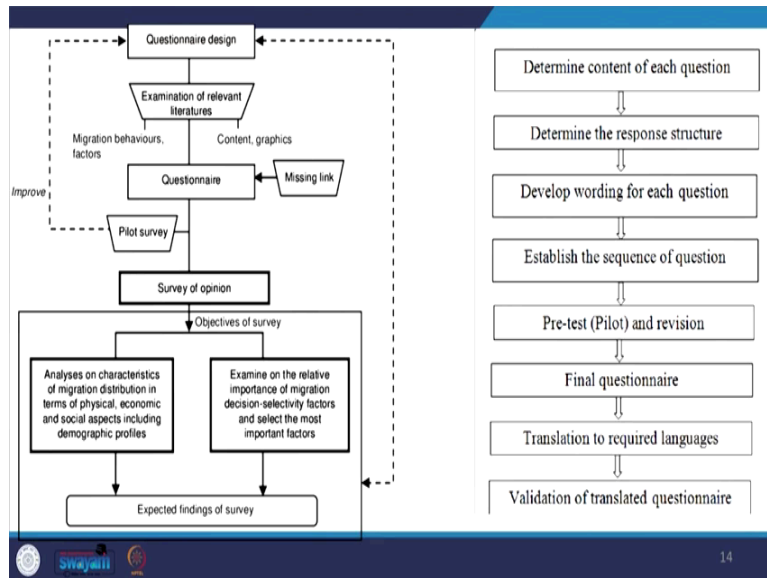 Questionnaire design
Examination of relevant
literatures
Migration behaviours,
factors
Content, graphics
Questionnaire
Missing link
Improve
Pilot survey
Survey of opinion
Objectives of survey
Analyses on characteristics
of migration distribution in
terms of physical, economic
and social aspects including
demographic profiles
Examine on the relative
importance of migration
decision-selectivity factors
and select the most
important factors
Expected findings of survey
Determine content of each question
Determine the response structure
Develop wording for each question
Establish the sequence of question
Pre-test (Pilot) and revision
Final questionnaire
Translation to required languages
Validation of translated questionnaire
swayam
14